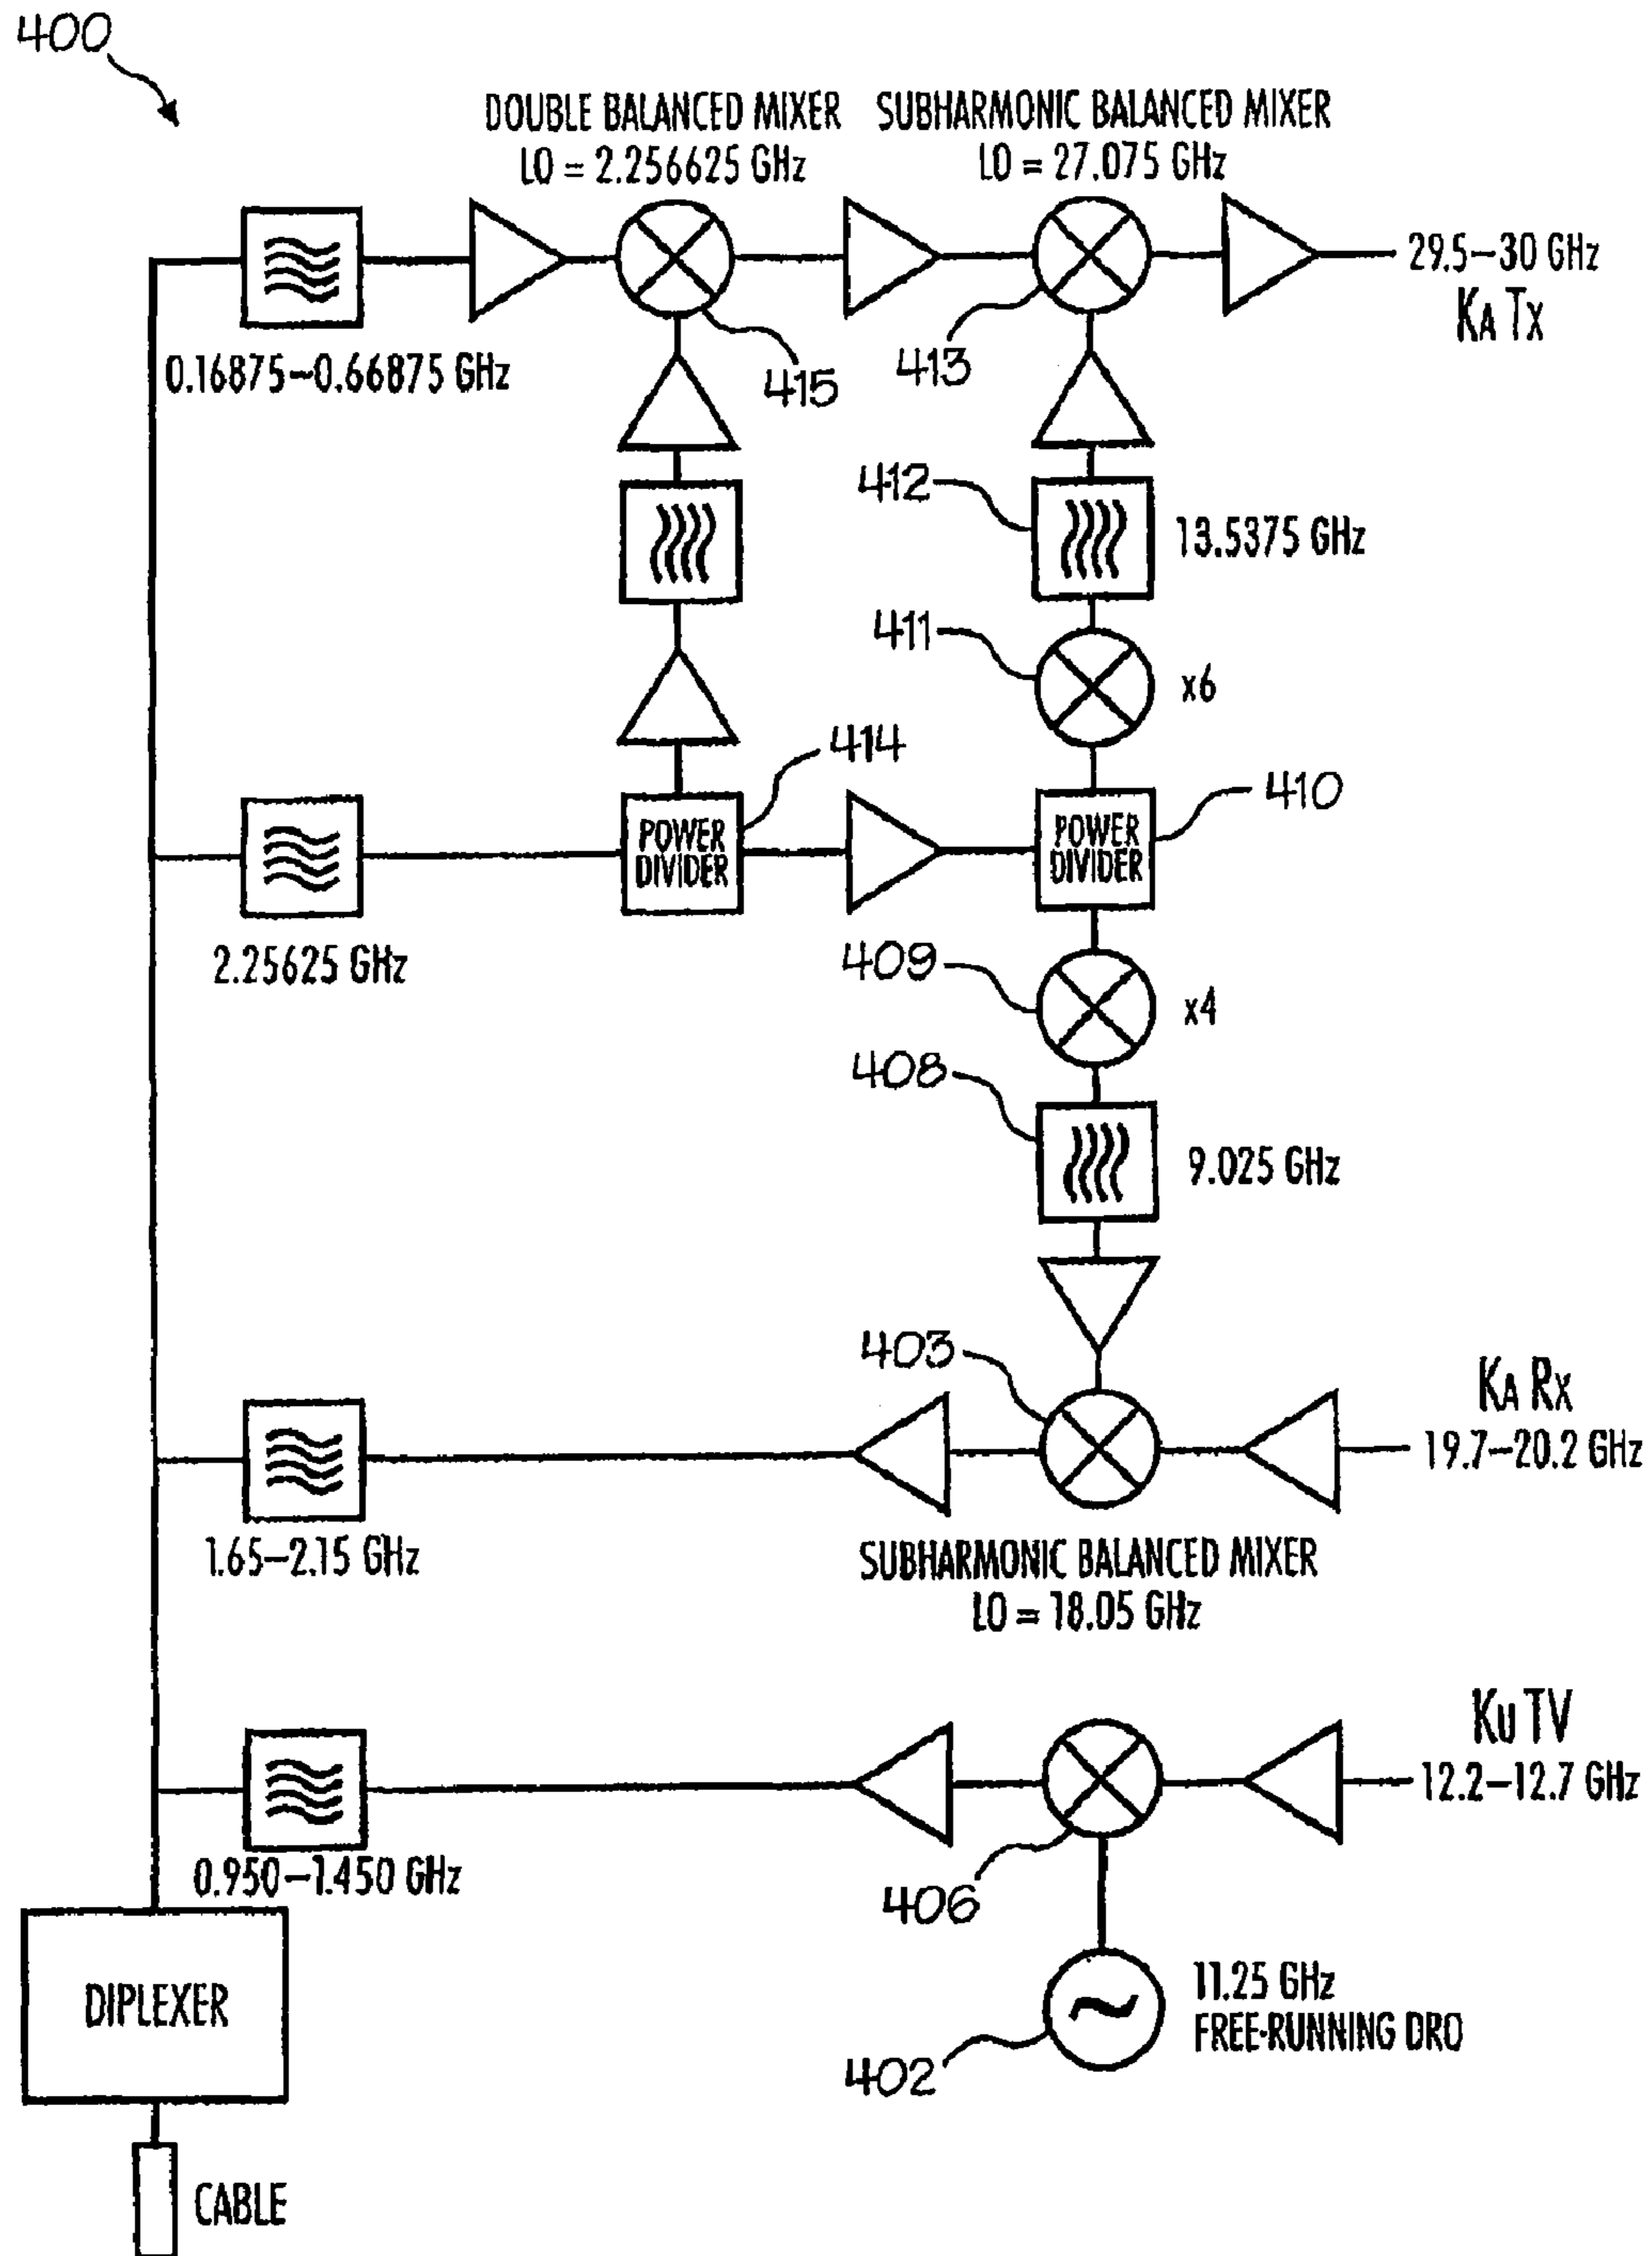 400
DOUBLE BALANCED MIXER
LO = 2.256625 GHz
SUBHARMONIC BALANCED MIXER
LO = 27.075 GHz
29.5–30 GHz
KA TX
0.16875–0.66875 GHz
415
413
412
13.5375 GHz
411
x6
414
410
POWER
DIVIDER
POWER
DIVIDER
2.25625 GHz
409
x4
408
9.025 GHz
403
KA RX
19.7–20.2 GHz
1.65–2.15 GHz
SUBHARMONIC BALANCED MIXER
LO = 18.05 GHz
KU TV
12.2–12.7 GHz
0.950–1.450 GHz
406
DIPLEXER
11.25 GHz
FREE-RUNNING DRO
402
CABLE